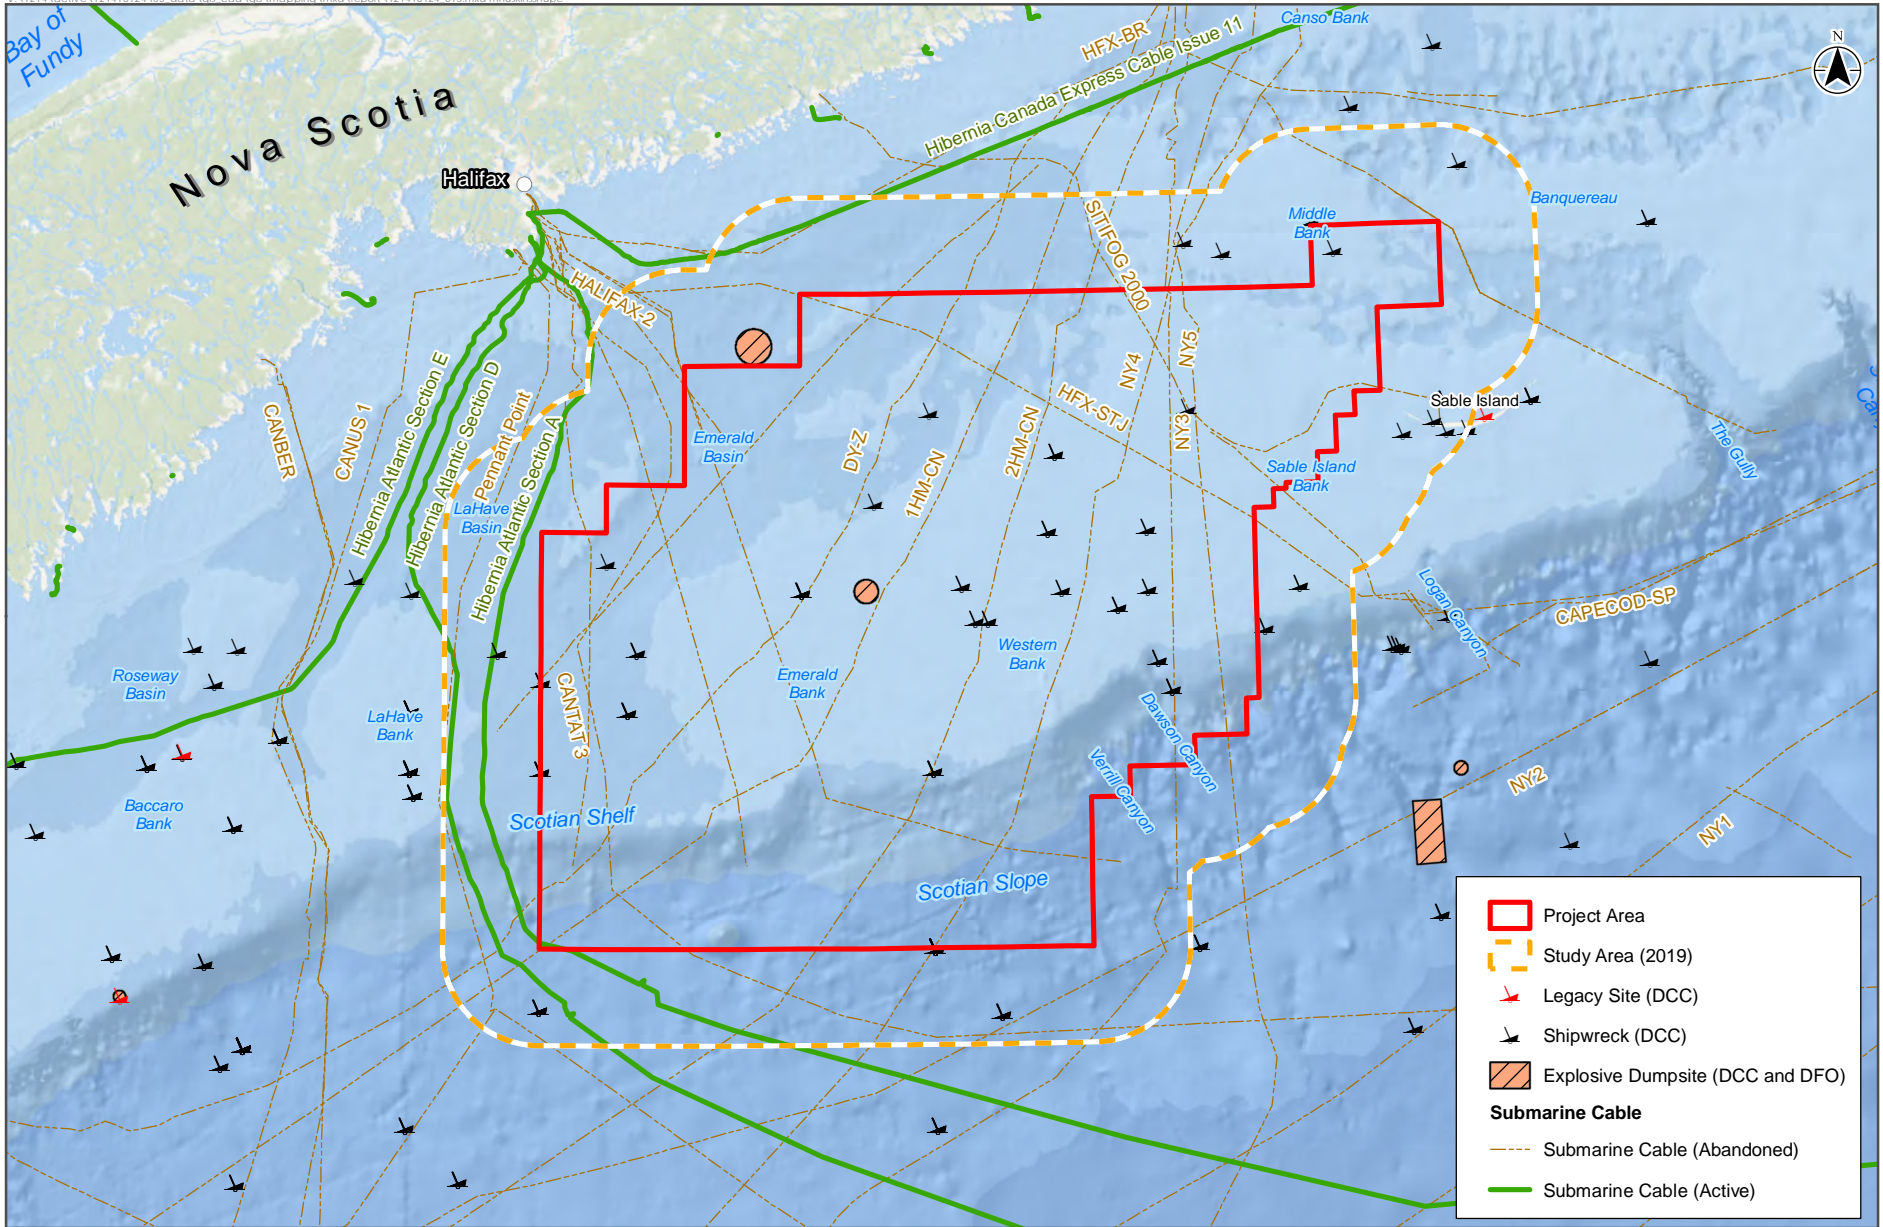 Bay of
Fundy
Nova Scotia
Halifax
Canso Bank
HFX-BR
Hibernia Canada Express Cable Issue 11
N
Banquereau
Middle
Bank
SITIFOG 2000
HALIFAX-2
NY5
NY4
NY3
HFX-STJ
Sable Island
The Gully
Sable Island
Bank
CANBER
CANUS 1
Hibernia Atlantic Section E
Hibernia Atlantic Section D
Pennant Point
Hibernia Atlantic Section A
LaHave
Basin
Emerald
Basin
DY-Z
1HM-CN
2HM-CN
Logan Canyon
CAPECOD-SP
Western
Bank
Emerald
Bank
Roseway
Basin
LaHave
Bank
CANTAT 3
Dawson Canyon
Verrill Canyon
NY2
NY1
Baccaro
Bank
Scotian Shelf
Scotian Slope
Project Area
Study Area (2019)
Legacy Site (DCC)
Shipwreck (DCC)
Explosive Dumpsite (DCC and DFO)
Submarine Cable
Submarine Cable (Abandoned)
Submarine Cable (Active)